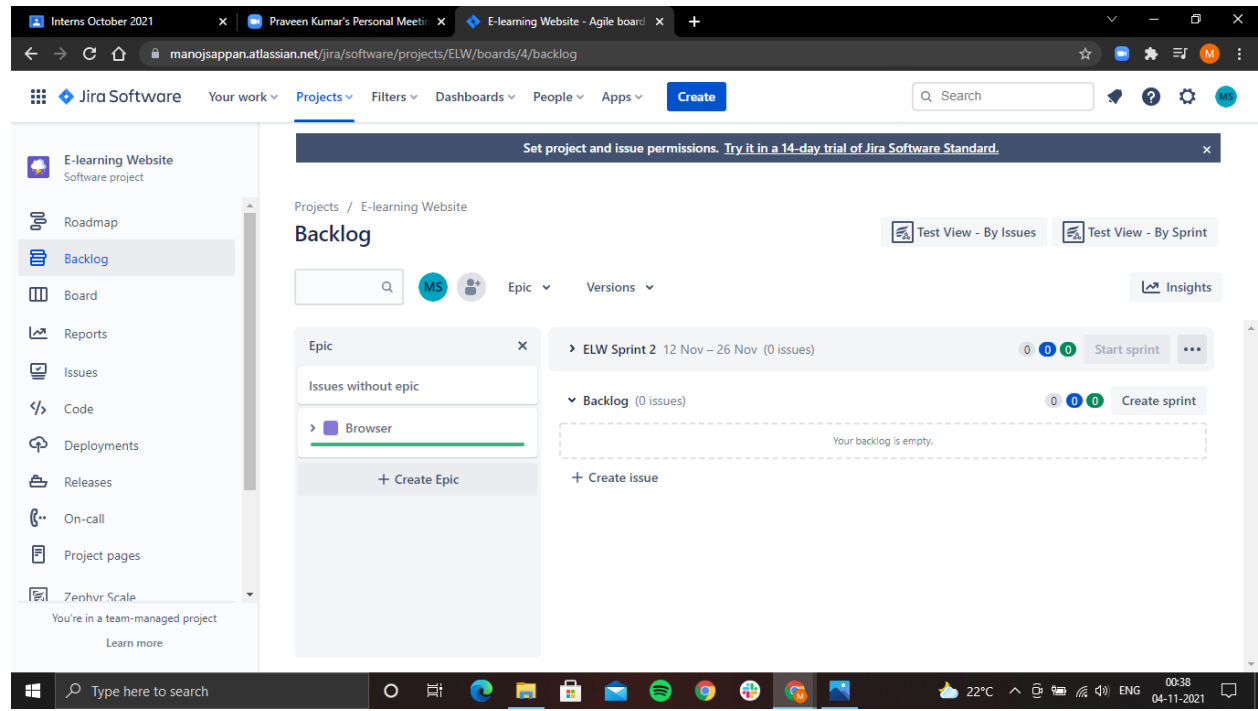 Interns October 2021
Praveen Kumar's Personal Meetin
E-learning Website - Agile board
manojsappan.atlassian.net/jira/software/projects/ELW/boards/4/backlog
M
Jira Software
Your work
Projects
Filters
Dashboards
People
Apps
Create
Search
MS
E-learning Website
Software project
Roadmap
Backlog
Board
Reports
Issues
Code
Deployments
Releases
On-call
Project pages
Zephyr Scale
You're in a team-managed project
Learn more
Set project and issue permissions. Try it in a 14-day trial of Jira Software Standard.
Projects / E-learning Website
Backlog
Test View - By Issues
Test View - By Sprint
MS
Epic
Versions
Insights
Epic
Issues without epic
Browser
+ Create Epic
ELW Sprint 2 12 Nov – 26 Nov (0 issues)
0 0 0
Start sprint
Backlog (0 issues)
0 0 0
Create sprint
Your backlog is empty.
+ Create issue
Type here to search
M
22°C
ENG
00:38
04-11-2021